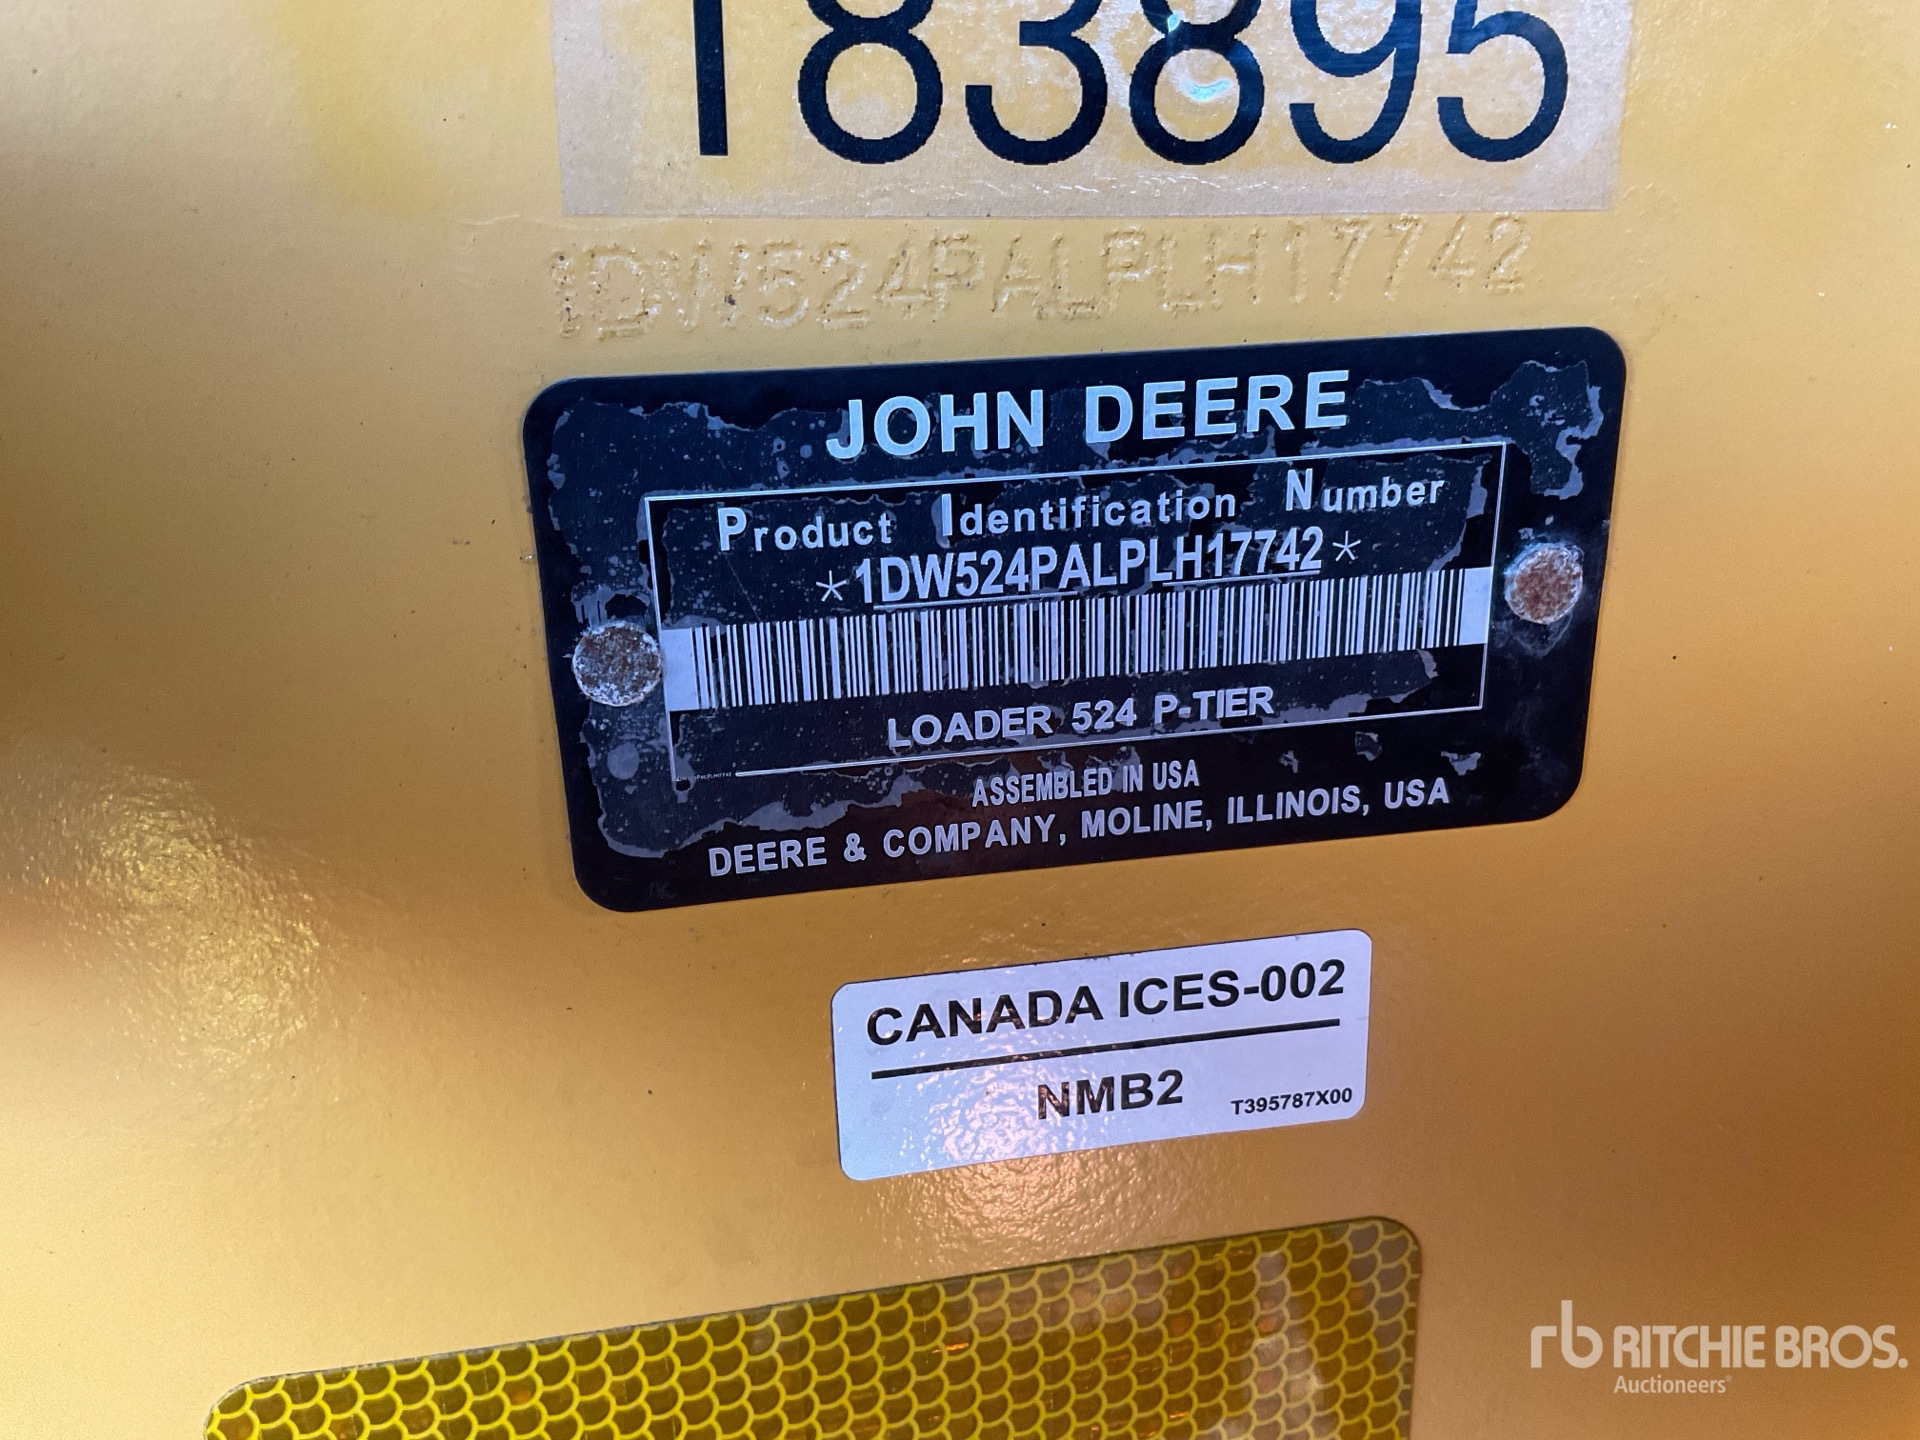 183895
1DW524PALPLH17742
JOHN DEERE
Product Identification Number
*1DW524PALPLH17742*
LOADER 524 P-TIER
ASSEMBLED IN USA
DEERE & COMPANY, MOLINE, ILLINOIS, USA
CANADA ICES-002
NMB2
T395787X00
rb RITCHIE BROS.
Auctioneers